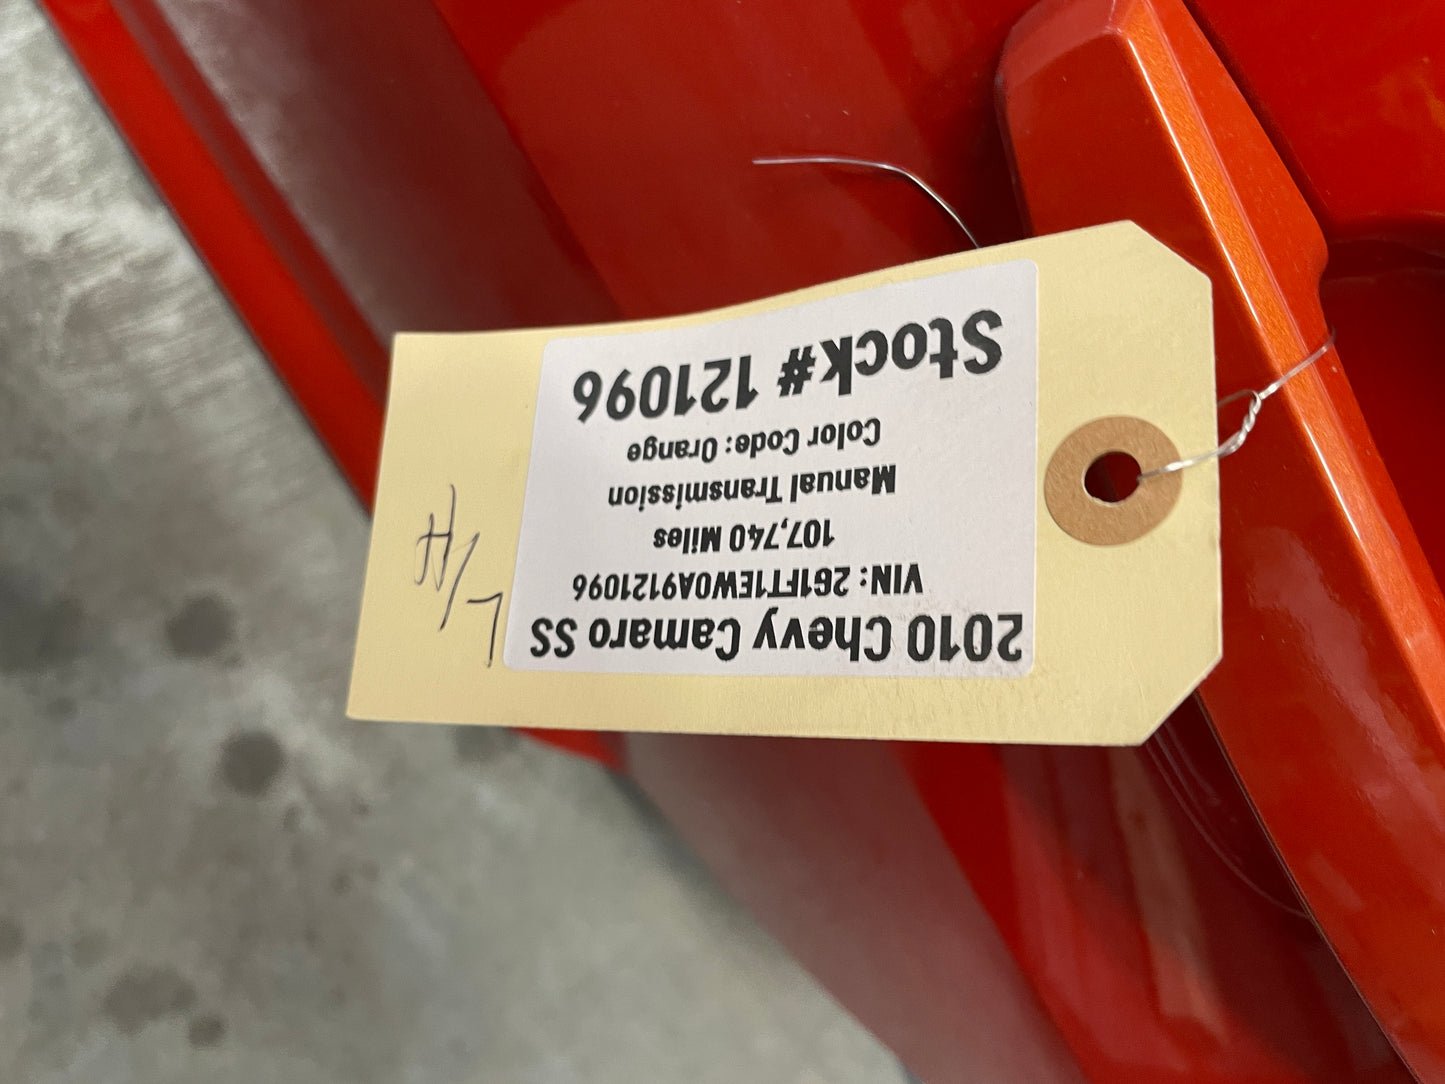 2010 Chevy Camaro SS
VIN: 2G1FT1EW0A9121096
107,740 Miles
Manual Transmission
Color Code: Orange
Stock# 121096
L/H